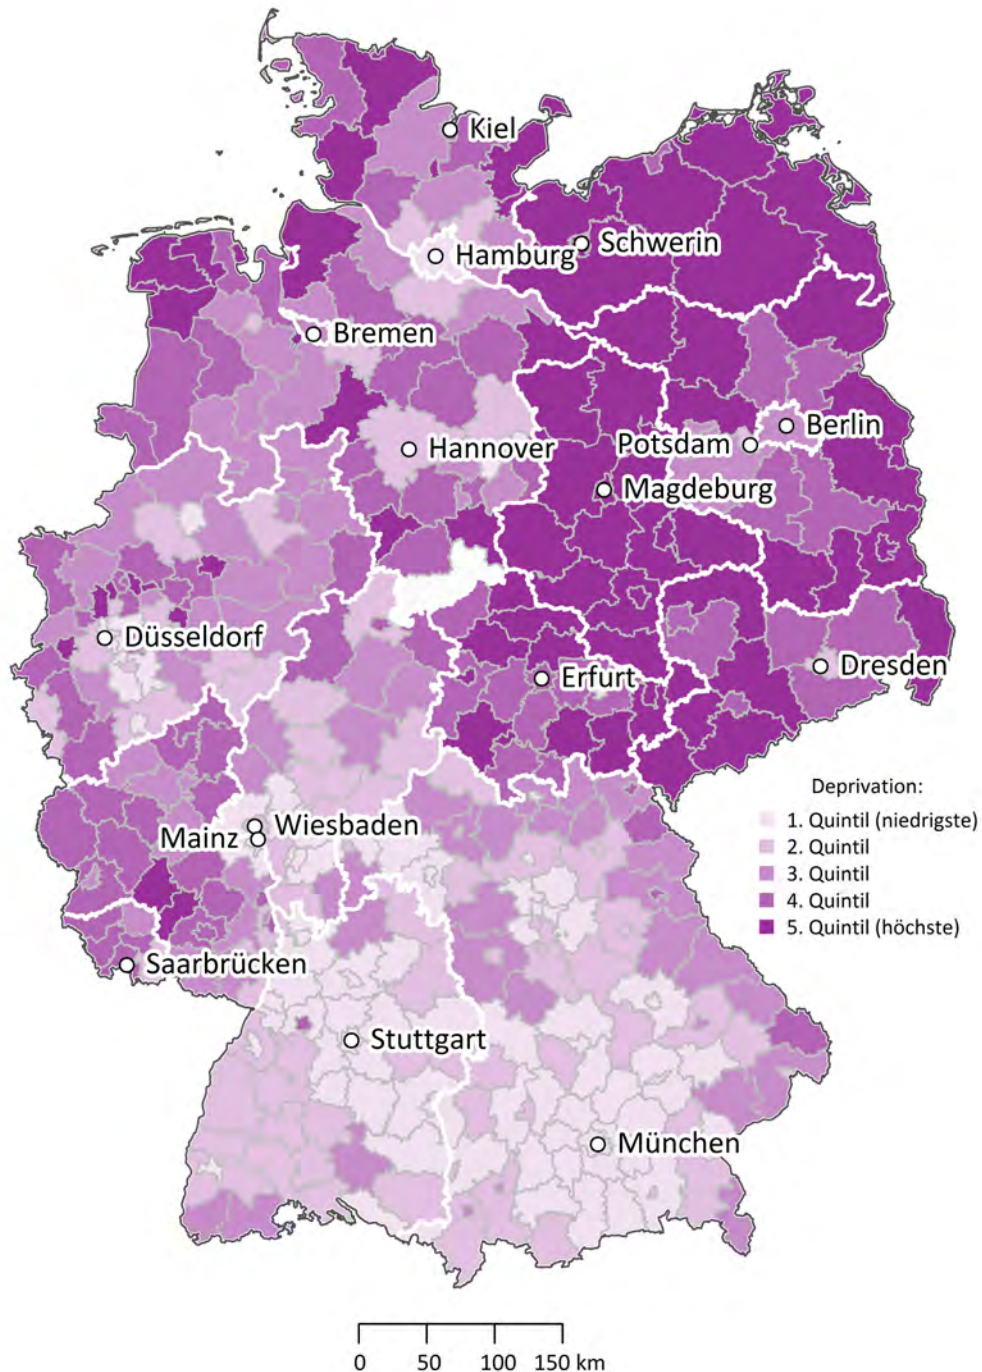 Kiel
Schwerin
Hamburg
Bremen
Berlin
Hannover
Potsdam
Magdeburg
Düsseldorf
Erfurt
Dresden
Deprivation:
1. Quintil (niedrigste)
2. Quintil
3. Quintil
4. Quintil
5. Quintil (höchste)
Wiesbaden
Mainz
Saarbrücken
Stuttgart
München
0 50 100 150 km